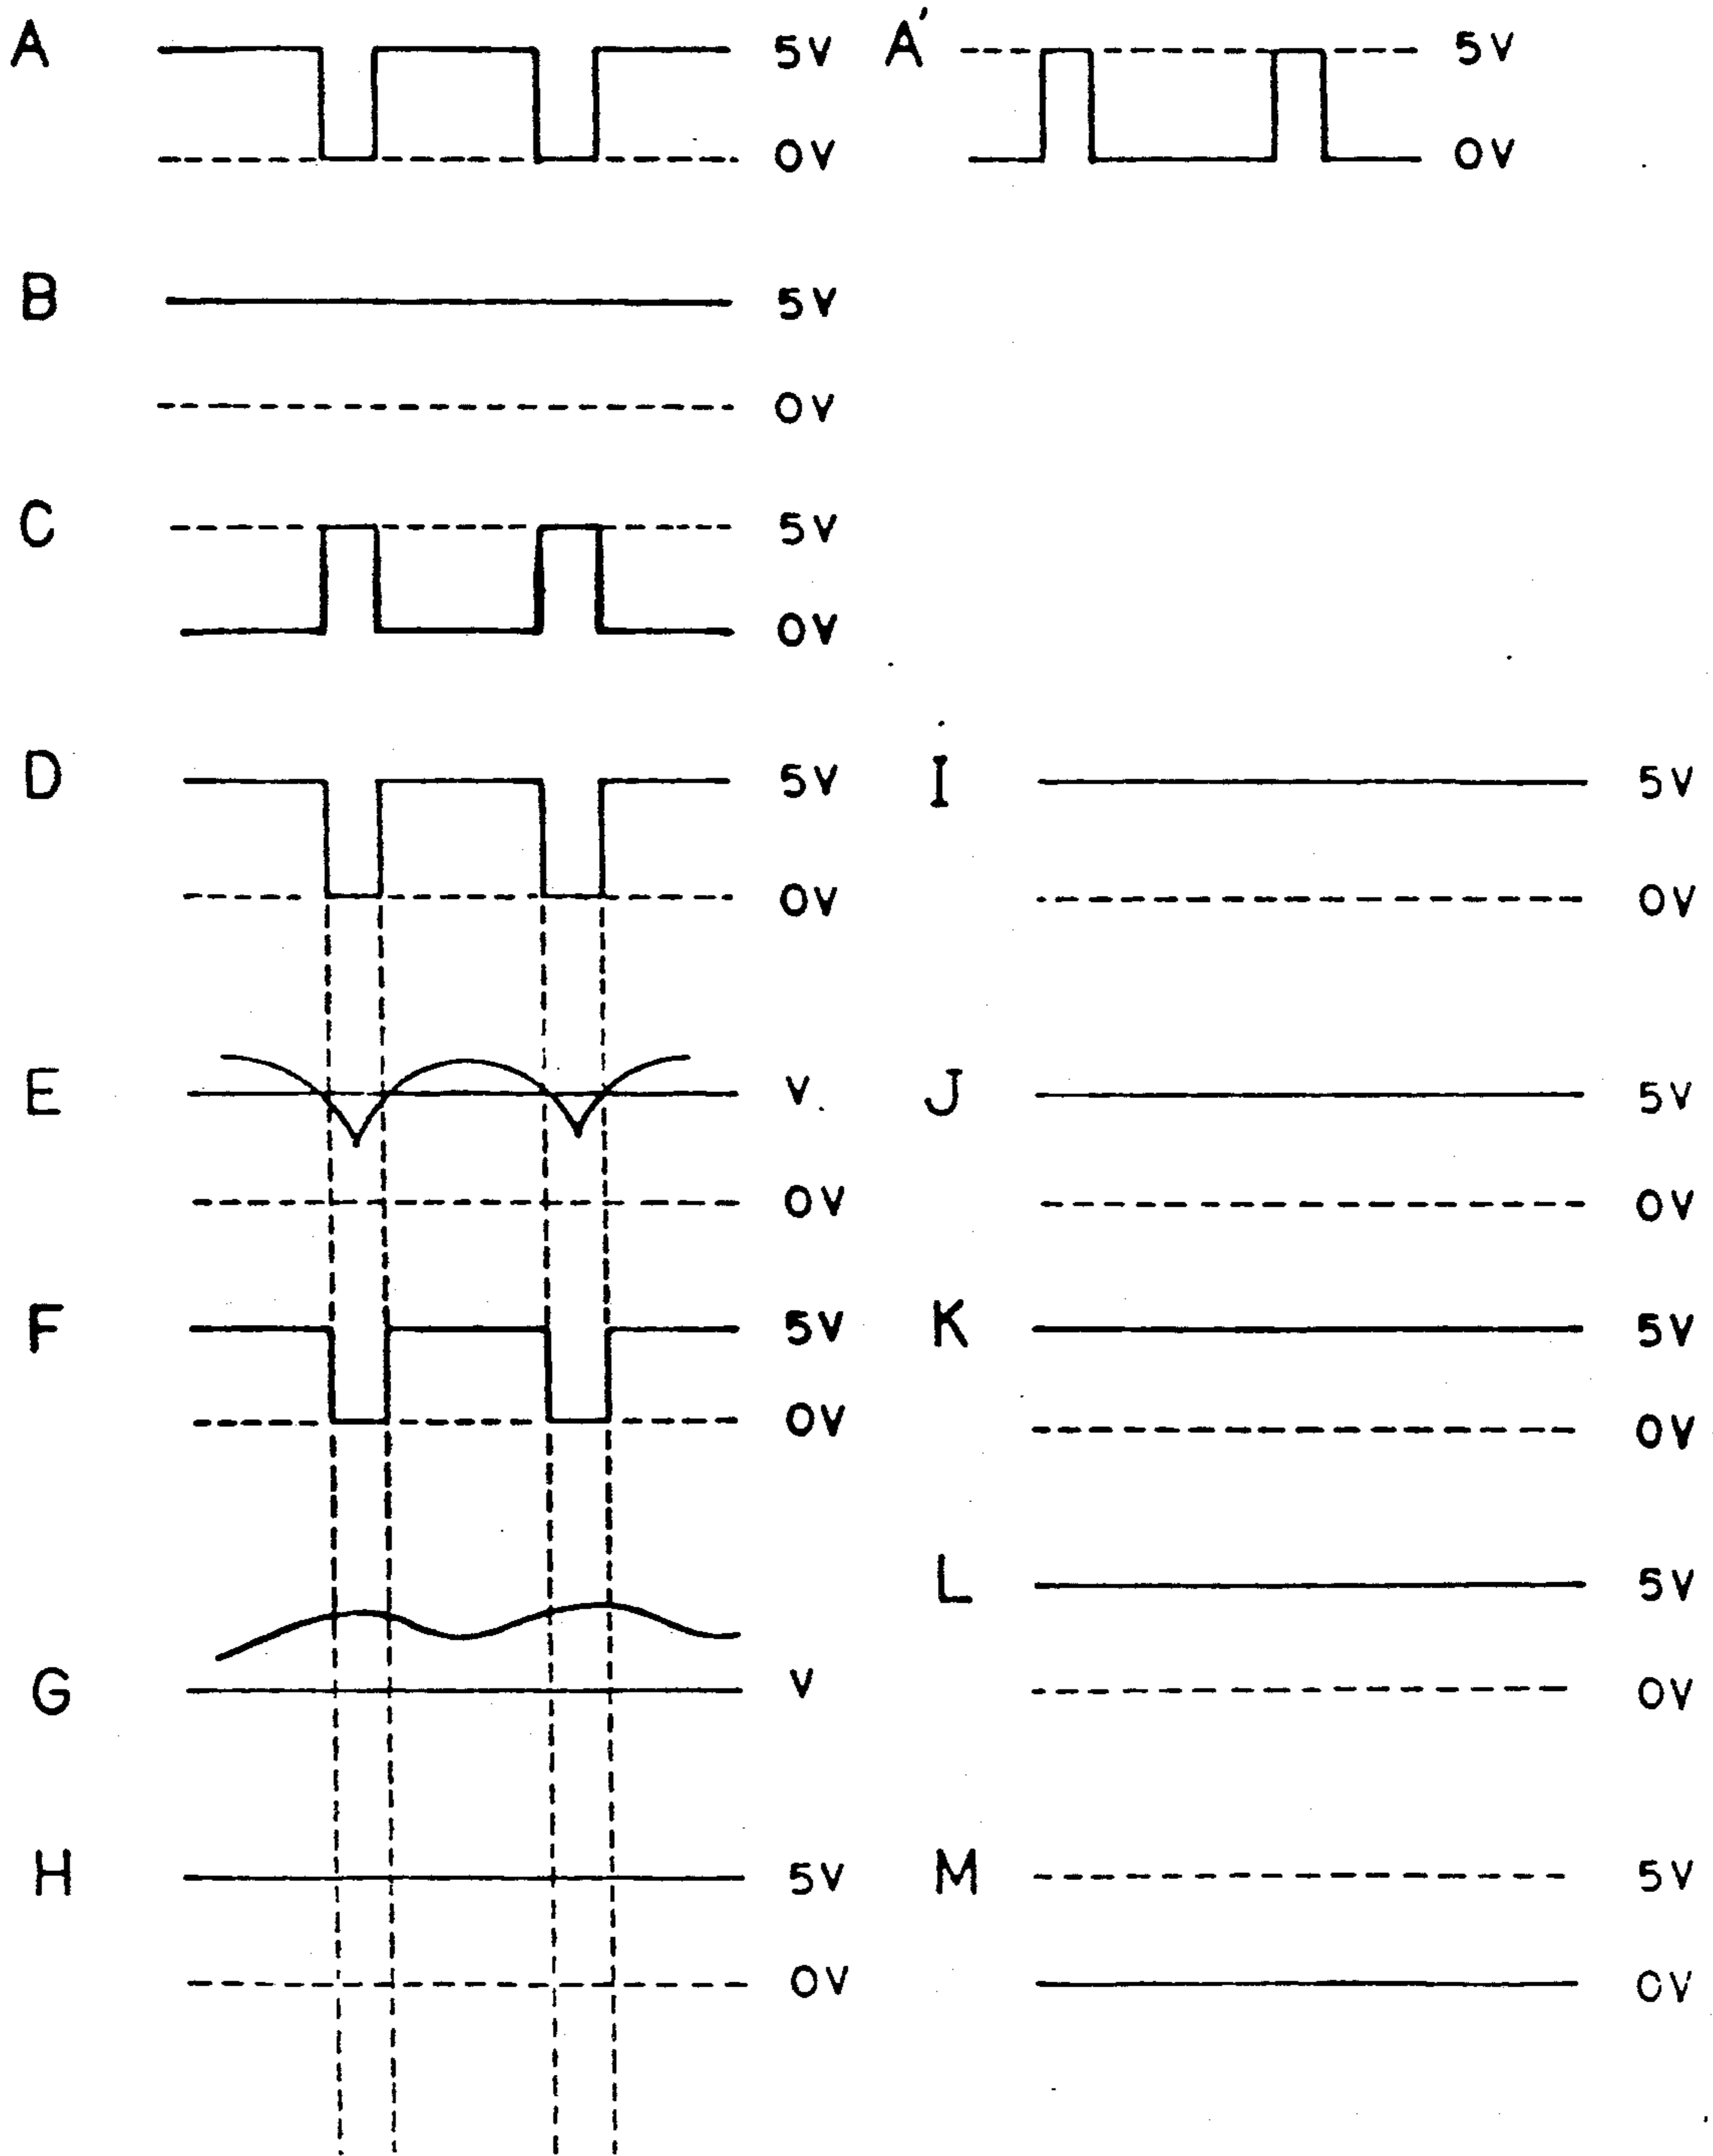 A 5V A' 5V
0V 0V
B 5V
0V
C 5V
0V
D 5V I 5V
0V 0V
E V J 5V
0V 0V
F 5V K 5V
0V 0V
L 5V
G V 0V
H 5V M 5V
0V 0V